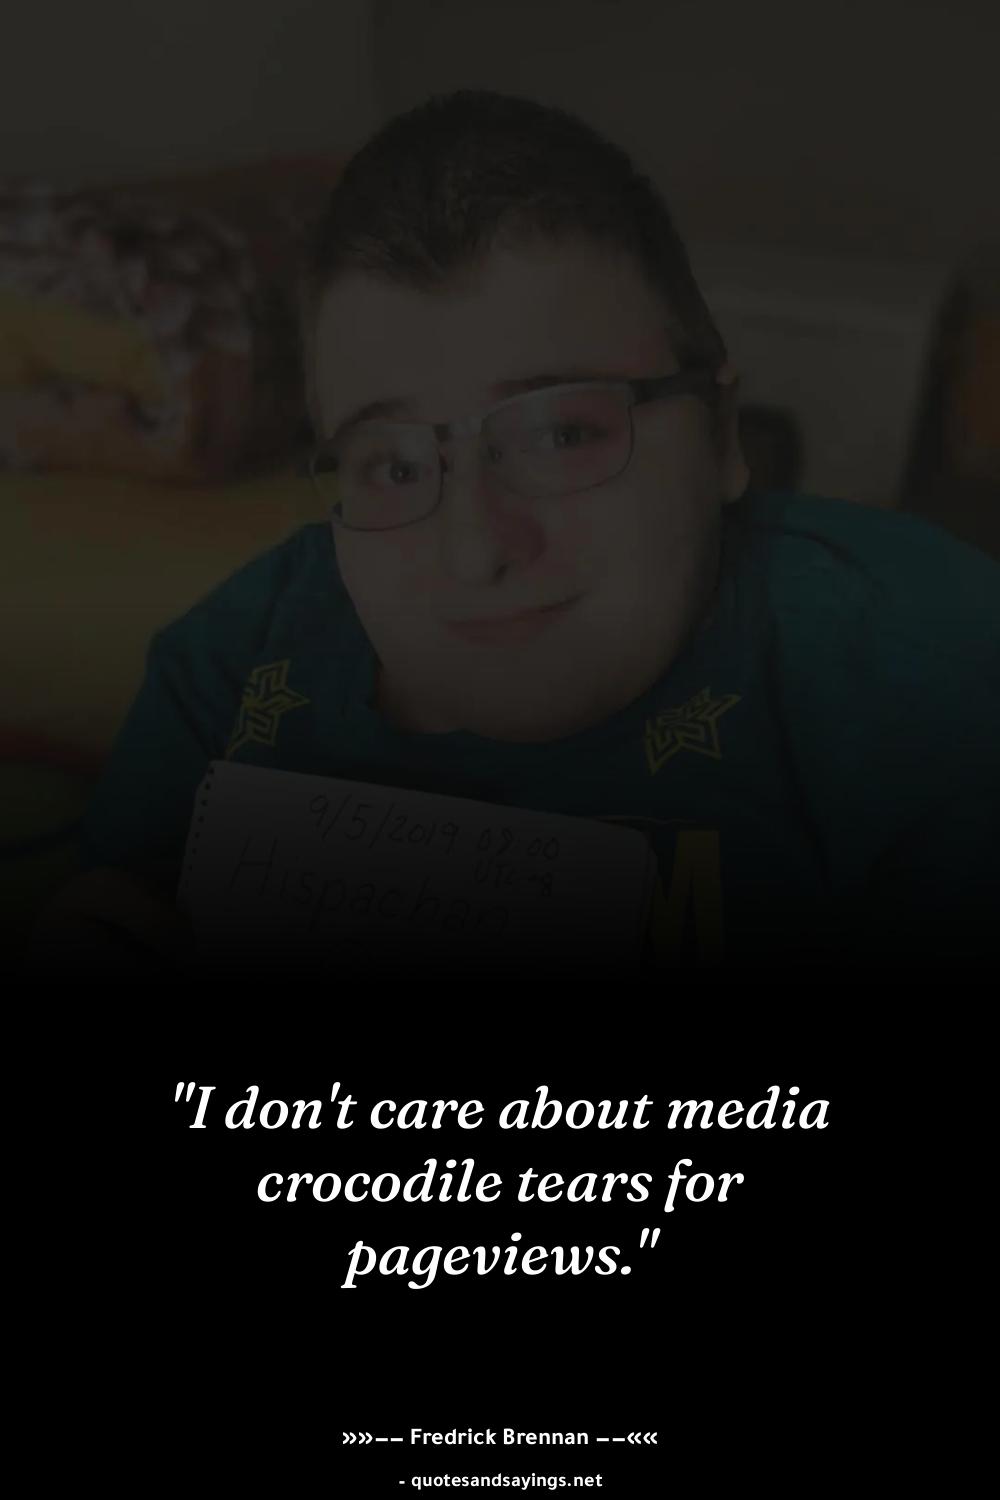 9/5/2019 09:00
UTC+8
Hispachan
M
"I don't care about media
crocodile tears for
pageviews."
»»−− Fredrick Brennan −−««
- quotesandsayings.net